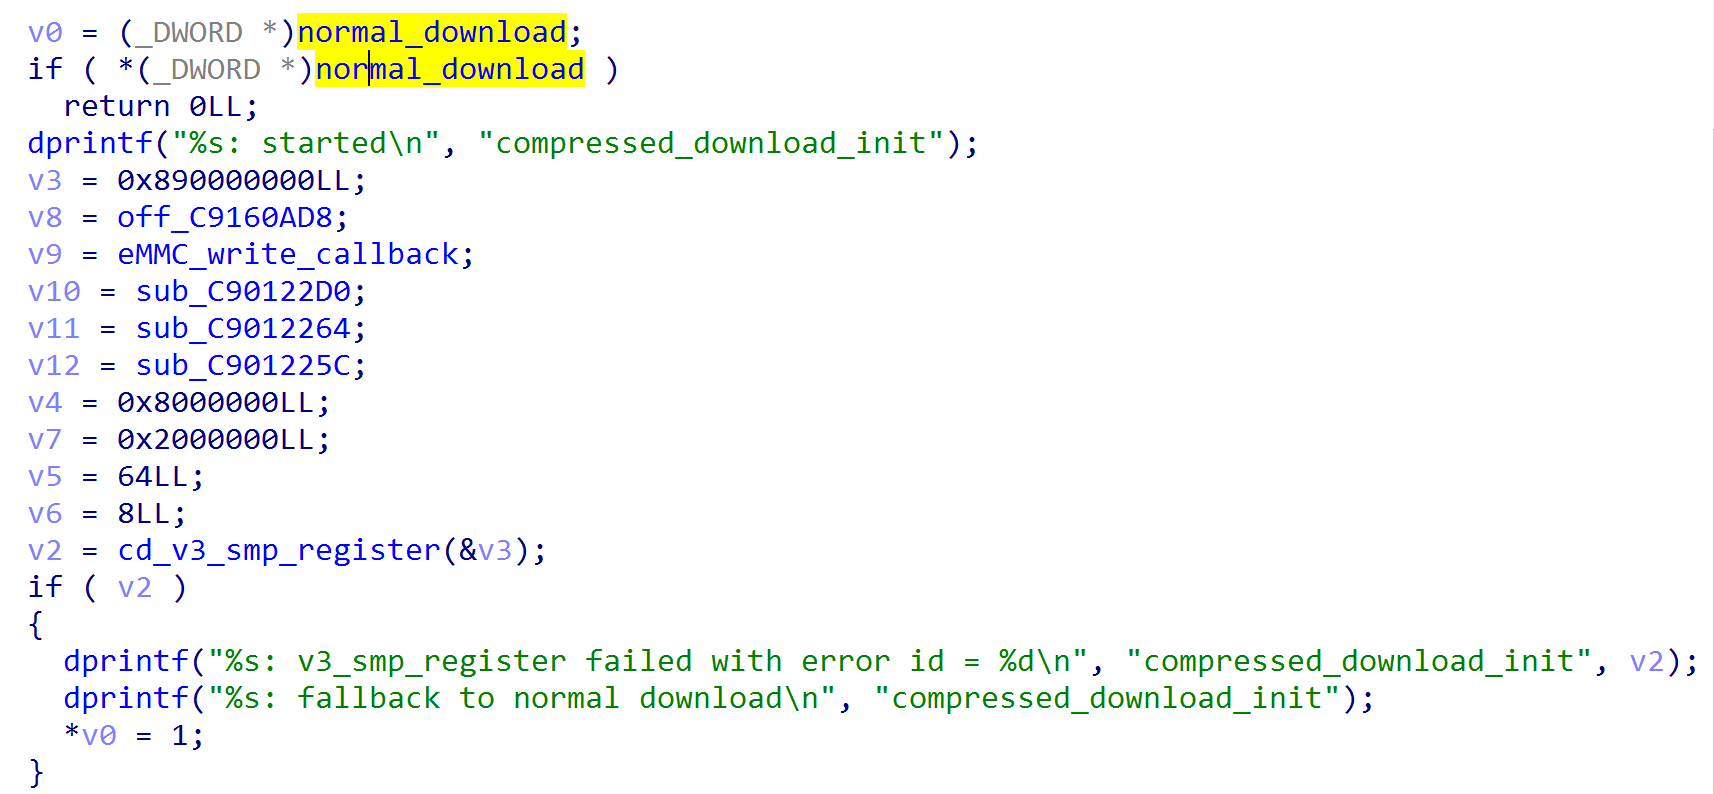 v0 = (_DWORD *)normal_download;
if ( *(_DWORD *)normal_download )
  return 0LL;
dprintf("%s: started\n", "compressed_download_init");
v3 = 0x890000000LL;
v8 = off_C9160AD8;
v9 = eMMC_write_callback;
v10 = sub_C90122D0;
v11 = sub_C9012264;
v12 = sub_C901225C;
v4 = 0x8000000LL;
v7 = 0x2000000LL;
v5 = 64LL;
v6 = 8LL;
v2 = cd_v3_smp_register(&v3);
if ( v2 )
{
  dprintf("%s: v3_smp_register failed with error id = %d\n", "compressed_download_init", v2);
  dprintf("%s: fallback to normal download\n", "compressed_download_init");
  *v0 = 1;
}